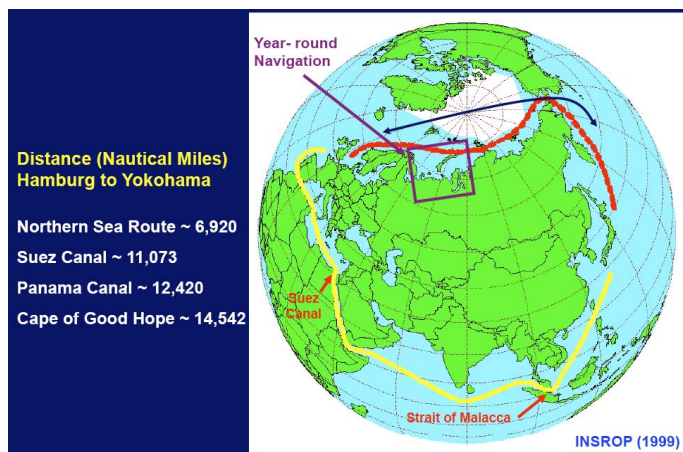 Distance (Nautical Miles)
Hamburg to Yokohama
Northern Sea Route ~ 6,920
Suez Canal ~ 11,073
Panama Canal ~ 12,420
Cape of Good Hope ~ 14,542
Year- round
Navigation
Suez
Canal
Strait of Malacca
INSROP (1999)